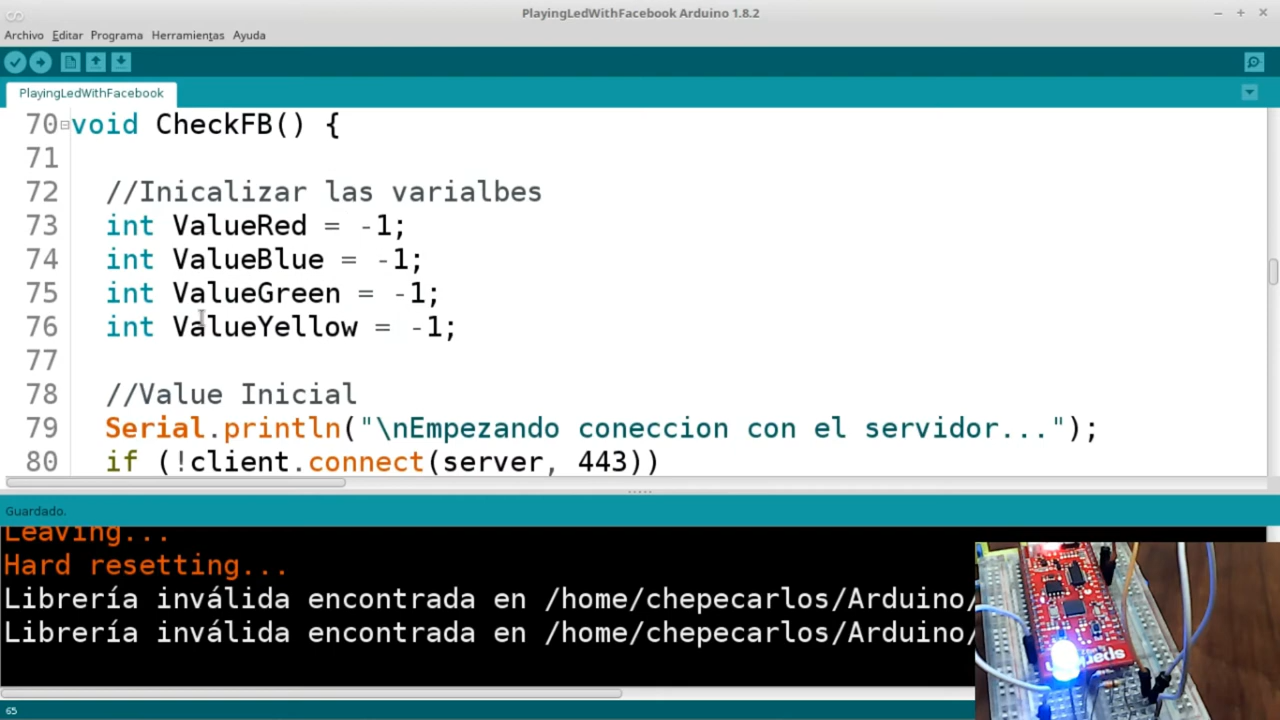 PlayingLedWithFacebook Arduino 1.8.2
Archivo Editar Programa Herramientas Ayuda
PlayingLedWithFacebook
70 void CheckFB() {
71
72 //Inicalizar las varialbes
73 int ValueRed = -1;
74 int ValueBlue = -1;
75 int ValueGreen = -1;
76 int ValueYellow = -1;
77
78 //Value Inicial
79 Serial.println("\nEmpezando coneccion con el servidor...");
80 if (!client.connect(server, 443))
Guardado.
Leaving...
Hard resetting...
Librería inválida encontrada en /home/chepecarlos/Arduino/
Librería inválida encontrada en /home/chepecarlos/Arduino/
65